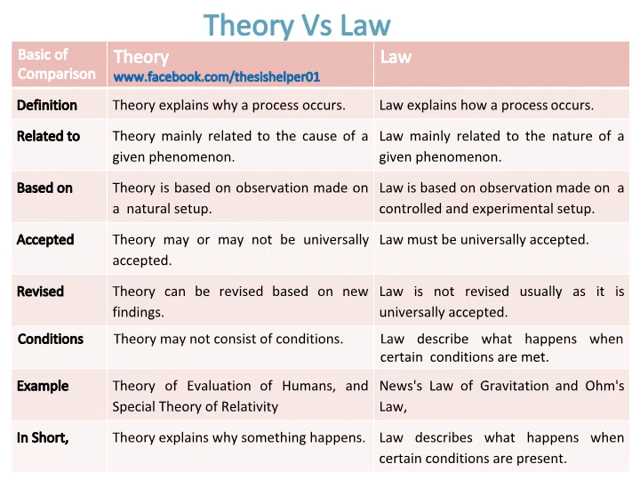 Theory Vs Law
Basic of Comparison
Theory
www.facebook.com/thesishelper01
Law
Definition
Theory explains why a process occurs.
Law explains how a process occurs.
Related to
Theory mainly related to the cause of a
given phenomenon.
Law mainly related to the nature of a
given phenomenon.
Based on
Theory is based on observation made on
a natural setup.
Law is based on observation made on a
controlled and experimental setup.
Accepted
Theory may or may not be universally
accepted.
Law must be universally accepted.
Revised
Theory can be revised based on new
findings.
Law is not revised usually as it is
universally accepted.
Conditions
Theory may not consist of conditions.
Law describe what happens when
certain conditions are met.
Example
Theory of Evaluation of Humans, and
Special Theory of Relativity
News's Law of Gravitation and Ohm's
Law,
In Short,
Theory explains why something happens.
Law describes what happens when
certain conditions are present.